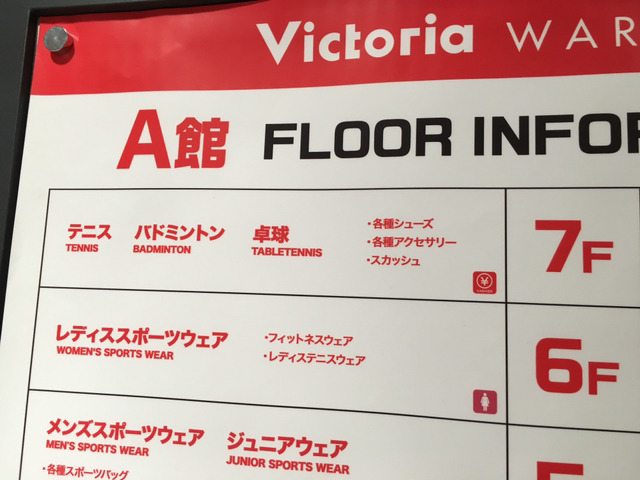 Victoria WAR
A館 FLOOR INFOR
テニス バドミントン 卓球
TENNIS BADMINTON TABLETENNIS
・各種シューズ
・各種アクセサリー
・スカッシュ
7F
レディススポーツウェア
WOMEN'S SPORTS WEAR
・フィットネスウェア
・レディステニスウェア
6F
メンズスポーツウェア ジュニアウェア
MEN'S SPORTS WEAR JUNIOR SPORTS WEAR
・各種スポーツバッグ